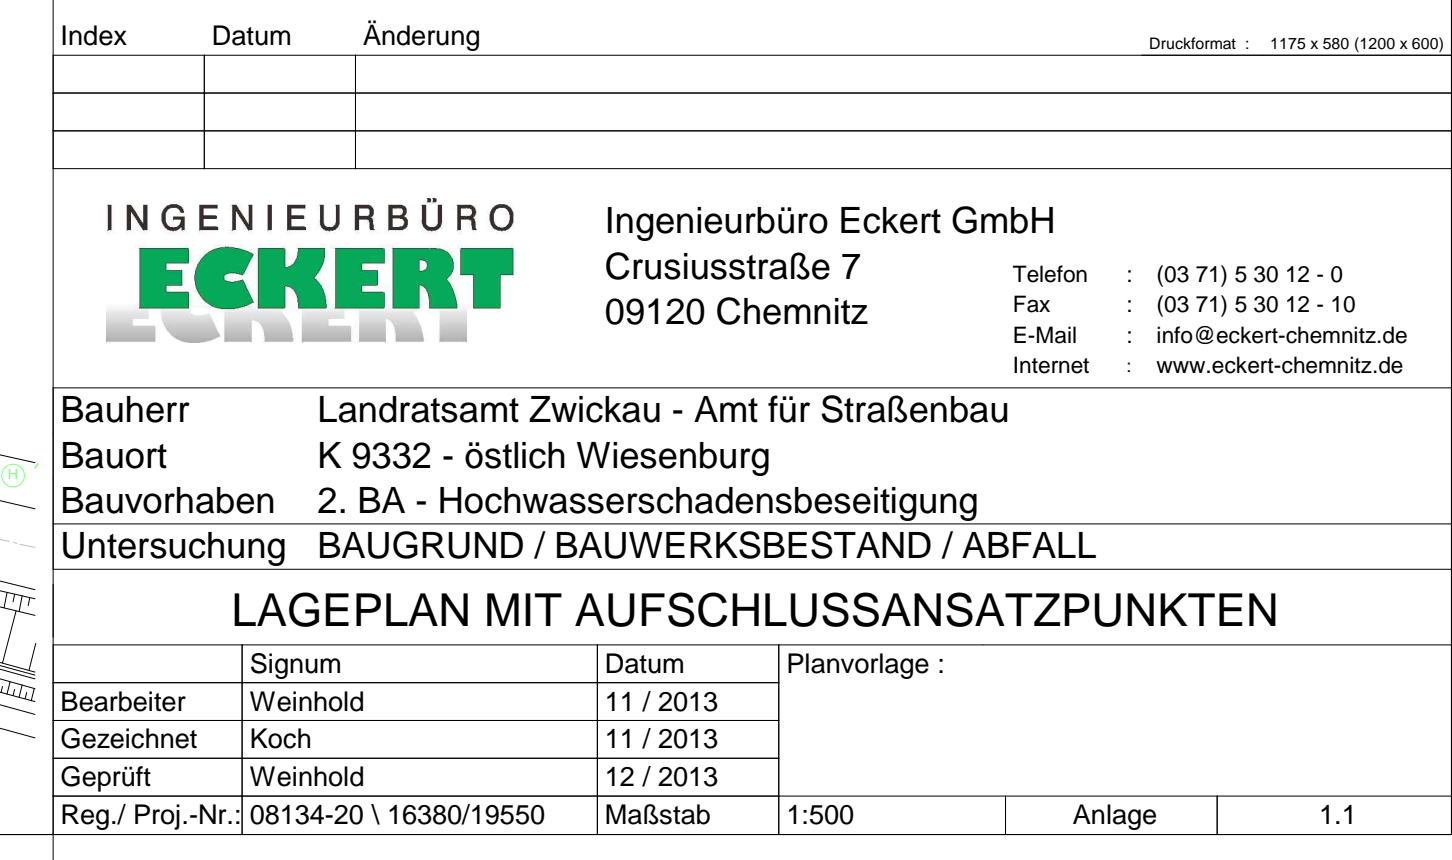 Index Datum Änderung
Druckformat : 1175 x 580 (1200 x 600)
INGENIEURBÜRO
ECKERT
ECKERT
Ingenieurbüro Eckert GmbH
Crusiusstraße 7
09120 Chemnitz
Telefon : (03 71) 5 30 12 - 0
Fax : (03 71) 5 30 12 - 10
E-Mail : info@eckert-chemnitz.de
Internet : www.eckert-chemnitz.de
Bauherr Landratsamt Zwickau - Amt für Straßenbau
Bauort K 9332 - östlich Wiesenburg
H
Bauvorhaben 2. BA - Hochwasserschadensbeseitigung
Untersuchung BAUGRUND / BAUWERKSBESTAND / ABFALL
LAGEPLAN MIT AUFSCHLUSSANSATZPUNKTEN
Signum Datum Planvorlage :
Bearbeiter Weinhold 11 / 2013
Gezeichnet Koch 11 / 2013
Geprüft Weinhold 12 / 2013
Reg./ Proj.-Nr.: 08134-20 \ 16380/19550 Maßstab 1:500 Anlage 1.1